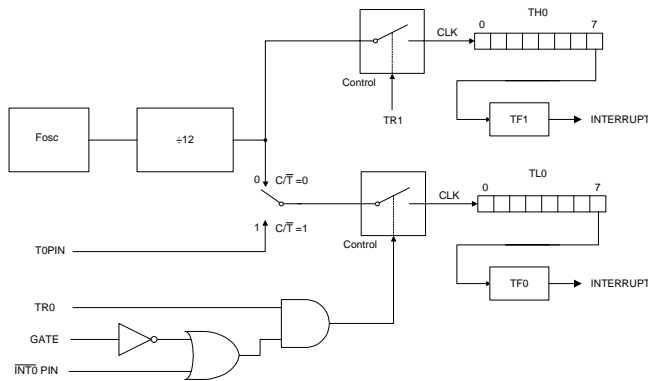 TH0
0 7
CLK
Control
TR1
TF1 INTERRUPT
Fosc
÷12
0 C/T̅ =0
1 C/T̅ =1
T0PIN
TL0
0 7
CLK
Control
TF0 INTERRUPT
TR0
GATE
I̅N̅T̅0̅ PIN